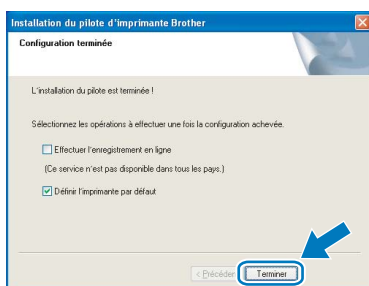 Installation du pilote d'imprimante Brother
Configuration terminée
L'installation du pilote est terminée !
Sélectionnez les opérations à effectuer une fois la configuration achevée.
Effectuer l'enregistrement en ligne
(Ce service n'est pas disponible dans tous les pays.)
Définir l'imprimante par défaut
< Précéden
Terminer